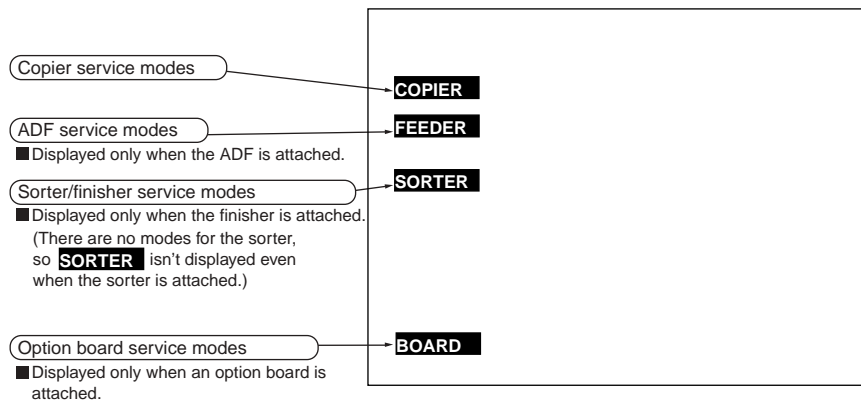 Copier service modes
COPIER
ADF service modes
FEEDER
■ Displayed only when the ADF is attached.
Sorter/finisher service modes
SORTER
■ Displayed only when the finisher is attached.
(There are no modes for the sorter,
so SORTER isn't displayed even
when the sorter is attached.)
Option board service modes
BOARD
■ Displayed only when an option board is
attached.